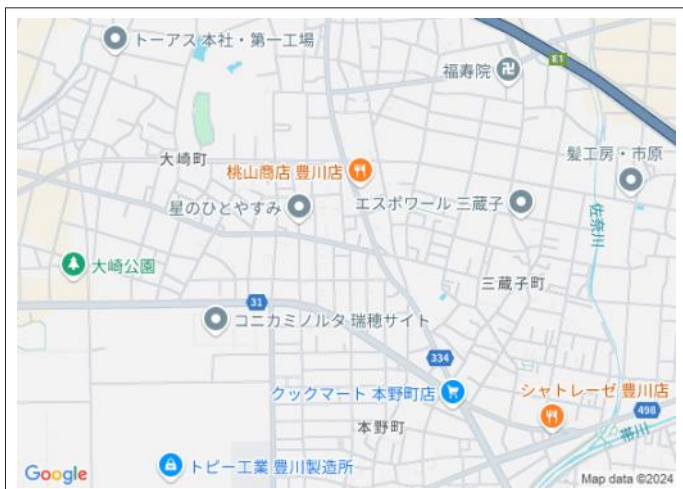 トーアス 本社・第一工場
福寿院
E1
大崎町
桃山商店 豊川店
髪工房・市原
星のひとやすみ
エスポワール 三蔵子
佐奈川
大崎公園
三蔵子町
31
コニカミノルタ 瑞穂サイト
334
クックマート 本野町店
シャトレーゼ 豊川店
498
本野町
トピー工業 豊川製造所
Google
Map data ©2024